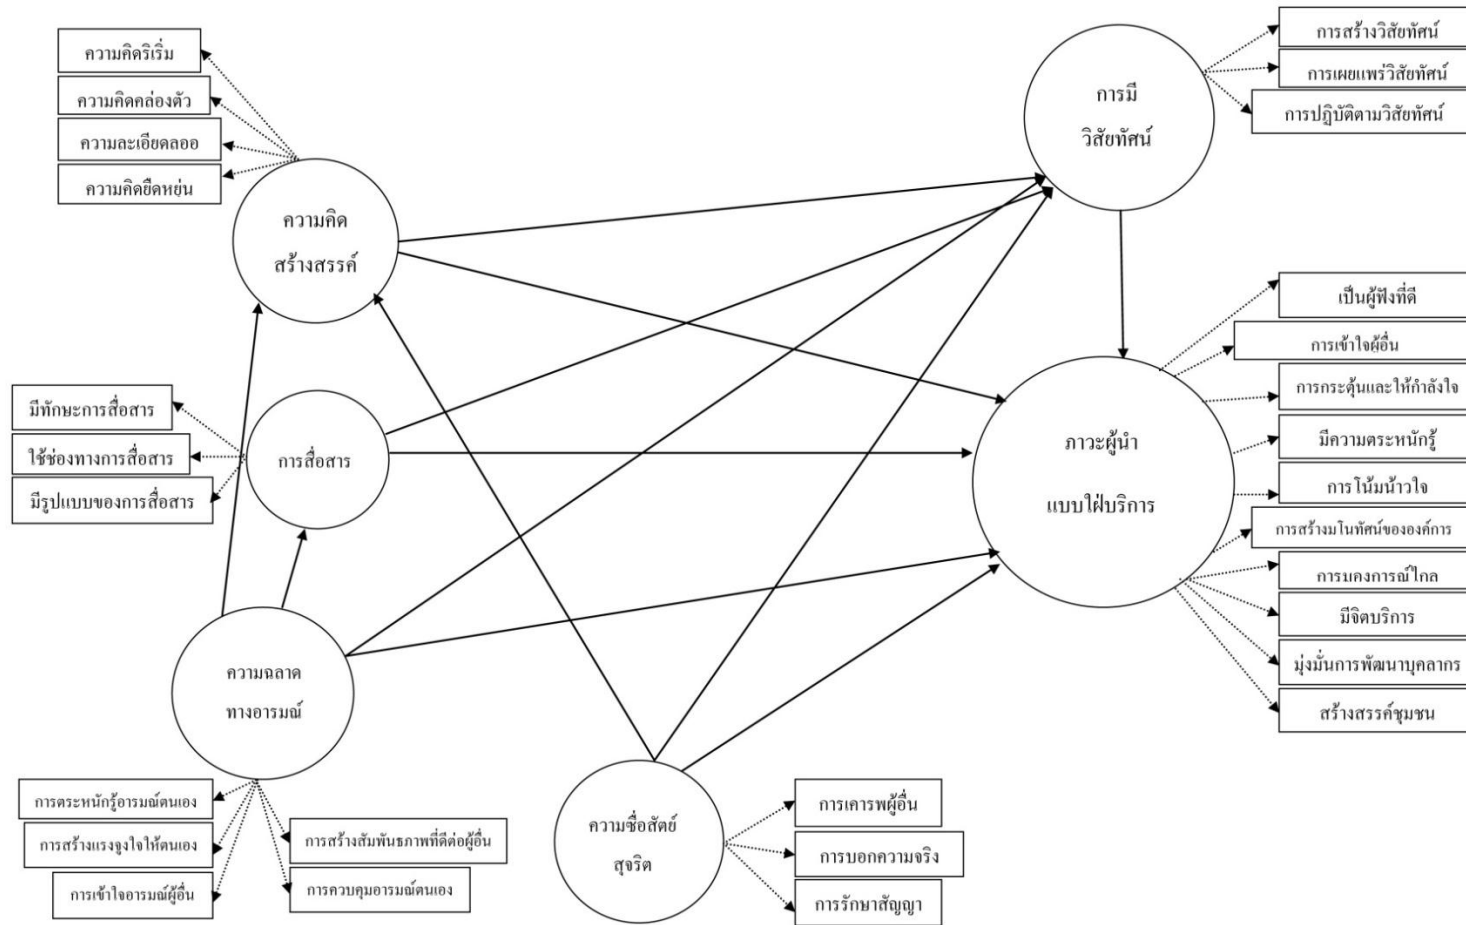 ความคิดริเริ่ม
ความคิดคล่องตัว
ความละเอียดลออ
ความคิดยืดหยุ่น
ความคิด
สร้างสรรค์
การมี
วิสัยทัศน์
การสร้างวิสัยทัศน์
การเผยแพร่วิสัยทัศน์
การปฏิบัติตามวิสัยทัศน์
มีทักษะการสื่อสาร
ใช้ช่องทางการสื่อสาร
มีรูปแบบของการสื่อสาร
การสื่อสาร
ภาวะผู้นำ
แบบใฝ่บริการ
เป็นผู้ฟังที่ดี
การเข้าใจผู้อื่น
การกระตุ้นและให้กำลังใจ
มีความตระหนักรู้
การโน้มน้าวใจ
การสร้างมโนทัศน์ขององค์การ
การมองการณ์ไกล
มีจิตบริการ
มุ่งมั่นการพัฒนาบุคลากร
สร้างสรรค์ชุมชน
ความฉลาด
ทางอารมณ์
การตระหนักรู้อารมณ์ตนเอง
การสร้างแรงจูงใจให้ตนเอง
การเข้าใจอารมณ์ผู้อื่น
การสร้างสัมพันธภาพที่ดีต่อผู้อื่น
การควบคุมอารมณ์ตนเอง
ความซื่อสัตย์
สุจริต
การเคารพผู้อื่น
การบอกความจริง
การรักษาสัญญา